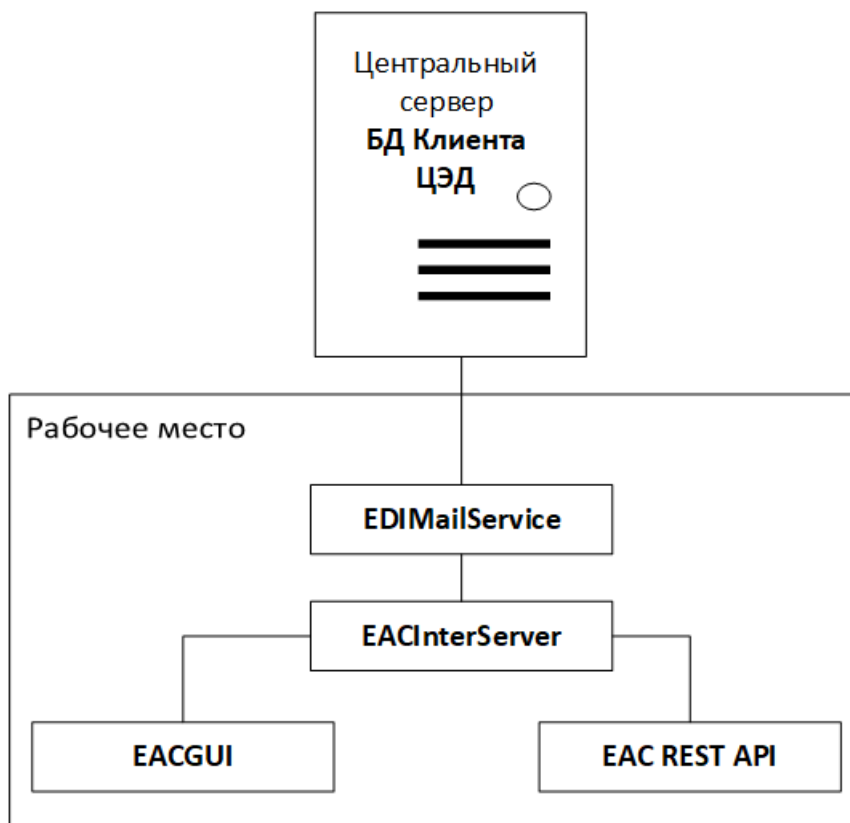 Центральный
сервер
БД Клиента
ЦЭД
Рабочее место
EDIMailService
EACInterServer
EACGUI
EAC REST API